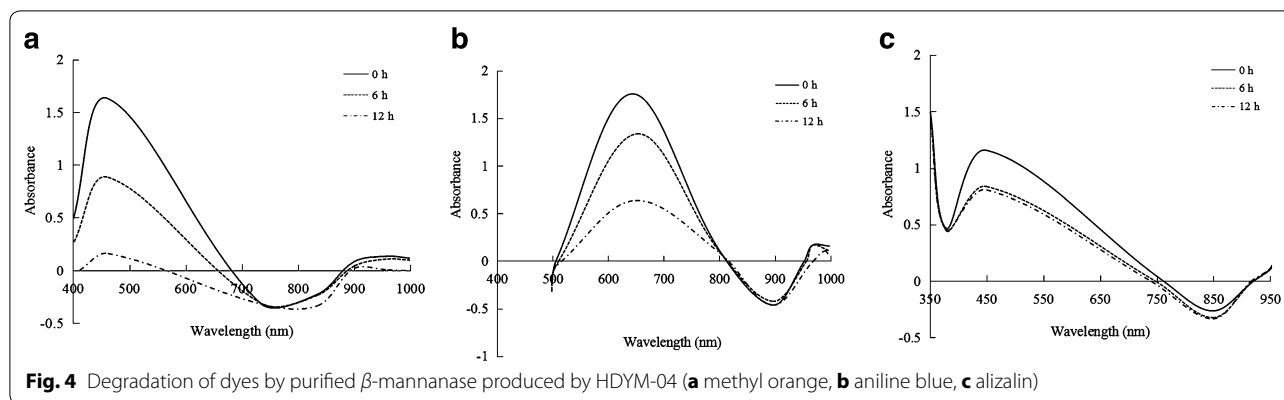 a
2
1.5
1
0.5
0
-0.5
400
500
600
700
800
900
1000
Absorbance
Wavelength (nm)
0 h
6 h
12 h
b
2
1.5
1
0.5
0
-0.5
-1
400
500
600
700
800
900
1000
Absorbance
Wavelength (nm)
0 h
6 h
12 h
c
2
1.5
1
0.5
0
-0.5
350
450
550
650
750
850
950
Absorbance
Wavelength (nm)
0 h
6 h
12 h
Fig. 4 Degradation of dyes by purified β-mannanase produced by HDYM-04 (a methyl orange, b aniline blue, c alizalin)